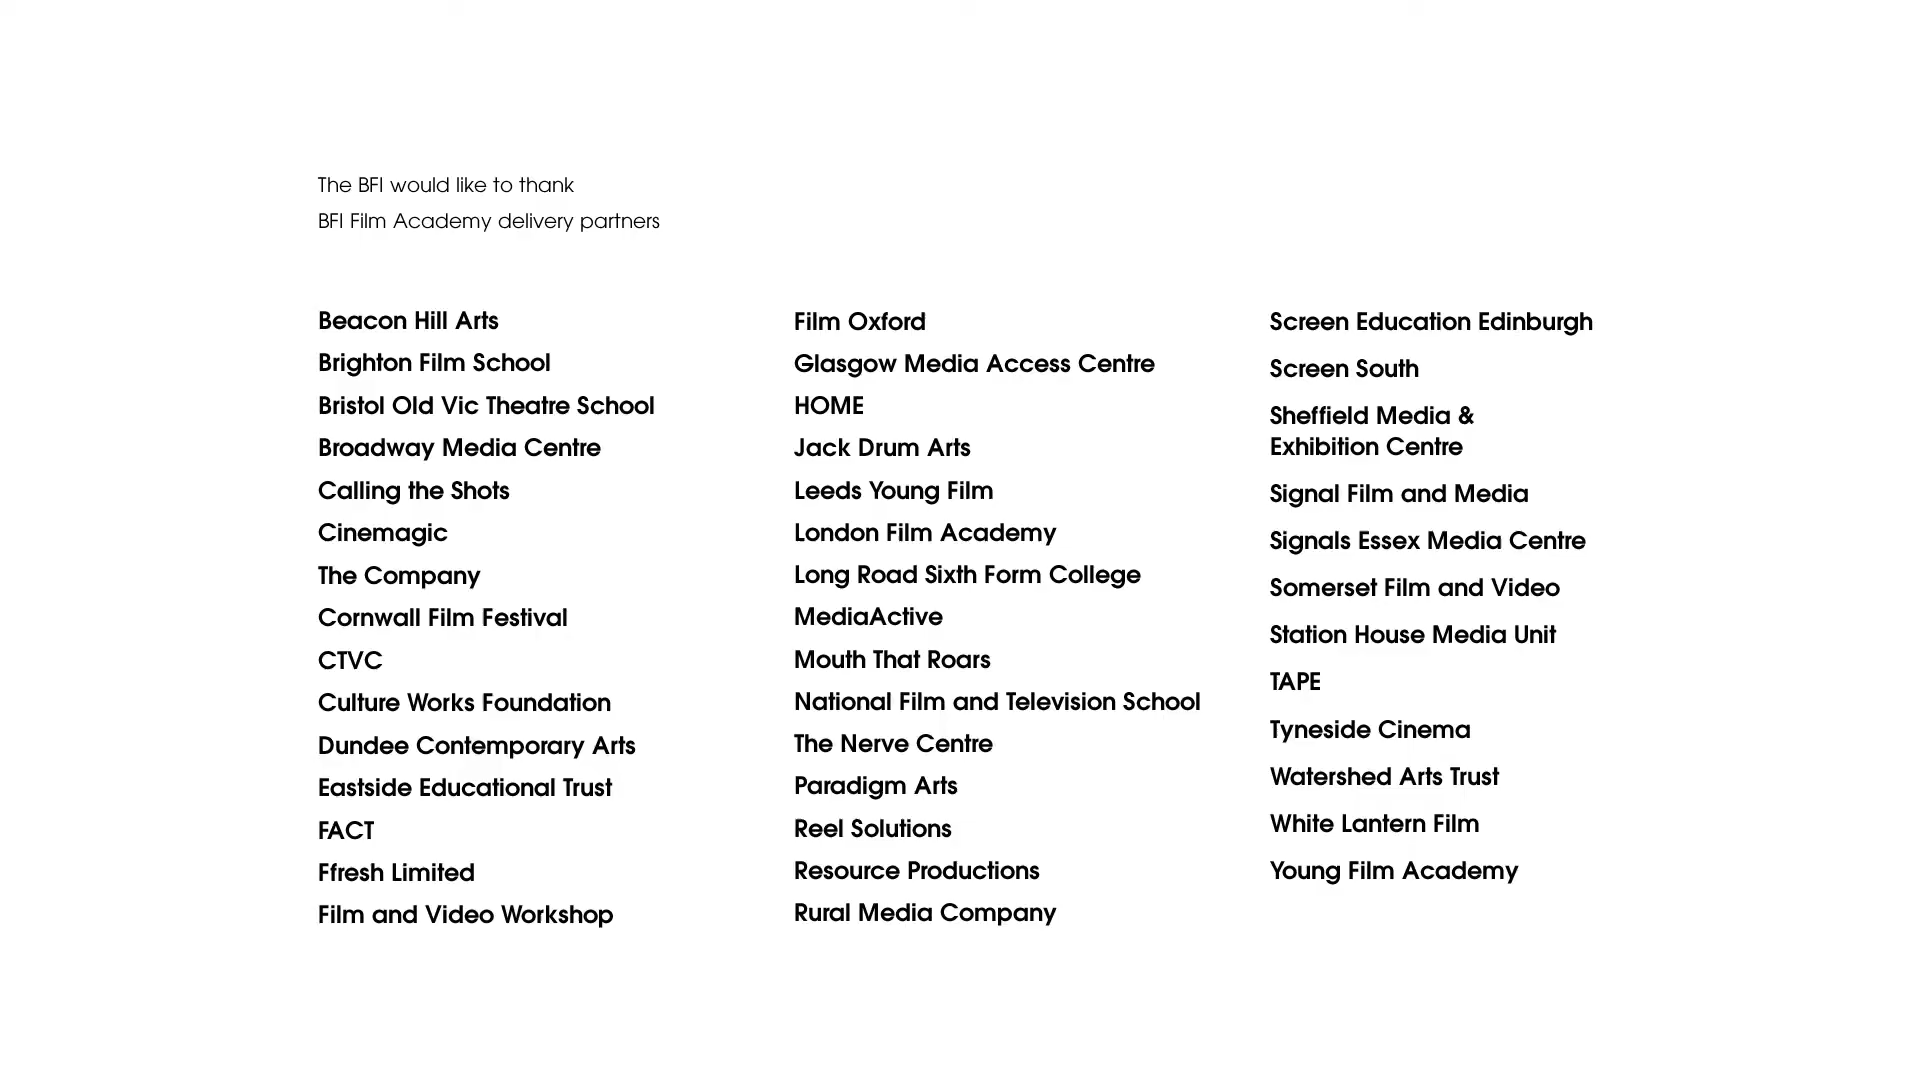 The BFI would like to thank
BFI Film Academy delivery partners
Beacon Hill Arts
Brighton Film School
Bristol Old Vic Theatre School
Broadway Media Centre
Calling the Shots
Cinemagic
The Company
Cornwall Film Festival
CTVC
Culture Works Foundation
Dundee Contemporary Arts
Eastside Educational Trust
FACT
Ffresh Limited
Film and Video Workshop
Film Oxford
Glasgow Media Access Centre
HOME
Jack Drum Arts
Leeds Young Film
London Film Academy
Long Road Sixth Form College
MediaActive
Mouth That Roars
National Film and Television School
The Nerve Centre
Paradigm Arts
Reel Solutions
Resource Productions
Rural Media Company
Screen Education Edinburgh
Screen South
Sheffield Media &
Exhibition Centre
Signal Film and Media
Signals Essex Media Centre
Somerset Film and Video
Station House Media Unit
TAPE
Tyneside Cinema
Watershed Arts Trust
White Lantern Film
Young Film Academy